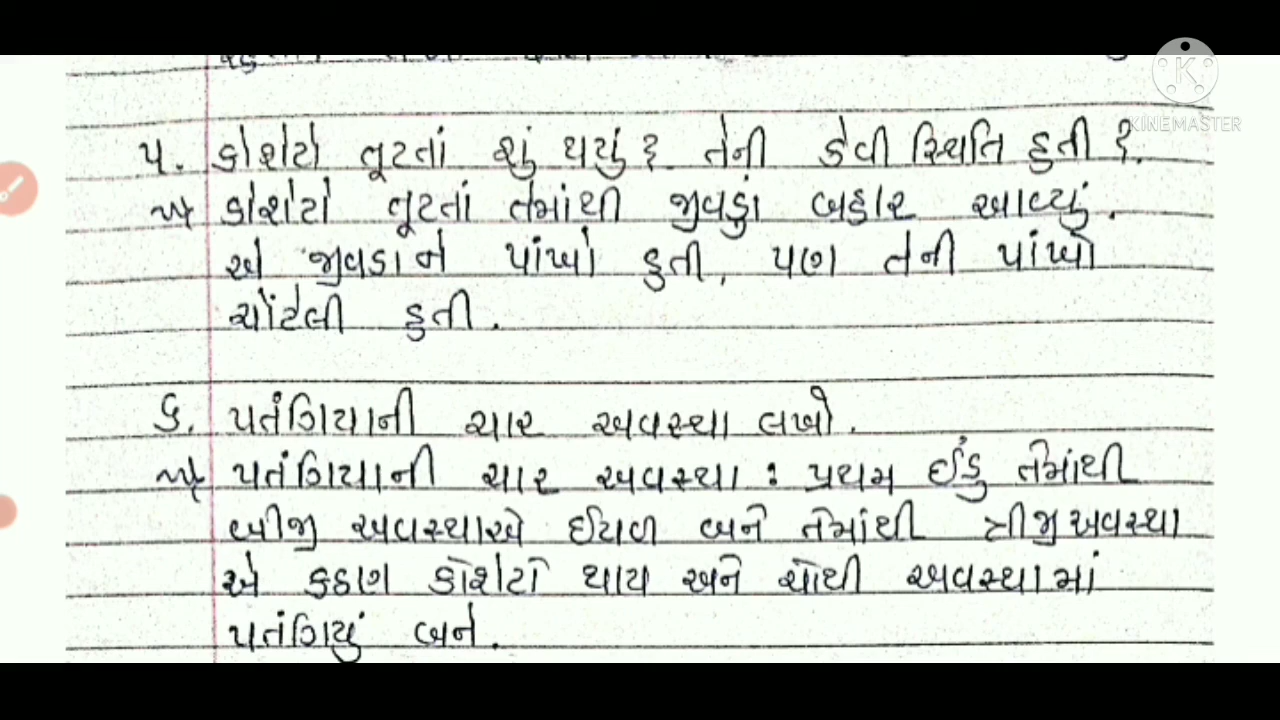 KINEMASTER
૫. કોશેટો તૂટતાં શું થયું? તેની કેવી સ્થિતિ હતી?
જ. કોશેટો તૂટતાં તેમાંથી જીવડું બહાર આવ્યું.
એ જીવડાને પાંખો હતી, પણ તેની પાંખો
ચોંટેલી હતી.
૬. પતંગિયાની ચાર અવસ્થા લખો.
જ. પતંગિયાની ચાર અવસ્થા : પ્રથમ ઈંડુ તેમાંથી
બીજી અવસ્થાએ ઈયળ બને તેમાંથી ત્રીજી અવસ્થા
એ કઠણ કોશેટો થાય અને ચોથી અવસ્થામાં
પતંગિયું બને.